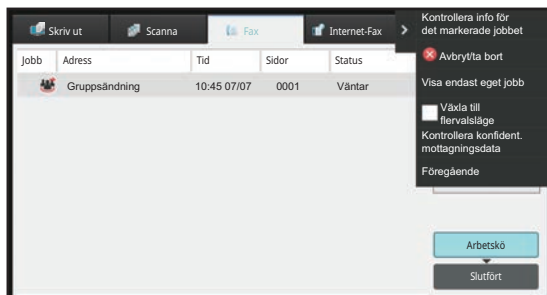 Skriv ut
Scanna
Fax
Internet-Fax
Jobb Adress Tid Sidor Status
Gruppsändning 10:45 07/07 0001 Väntar
Kontrollera info för
det markerade jobbet
Avbryt/ta bort
Visa endast eget jobb
Växla till
flervalsläge
Kontrollera konfident.
mottagningsdata
Föregående
Arbetskö
Slutfört